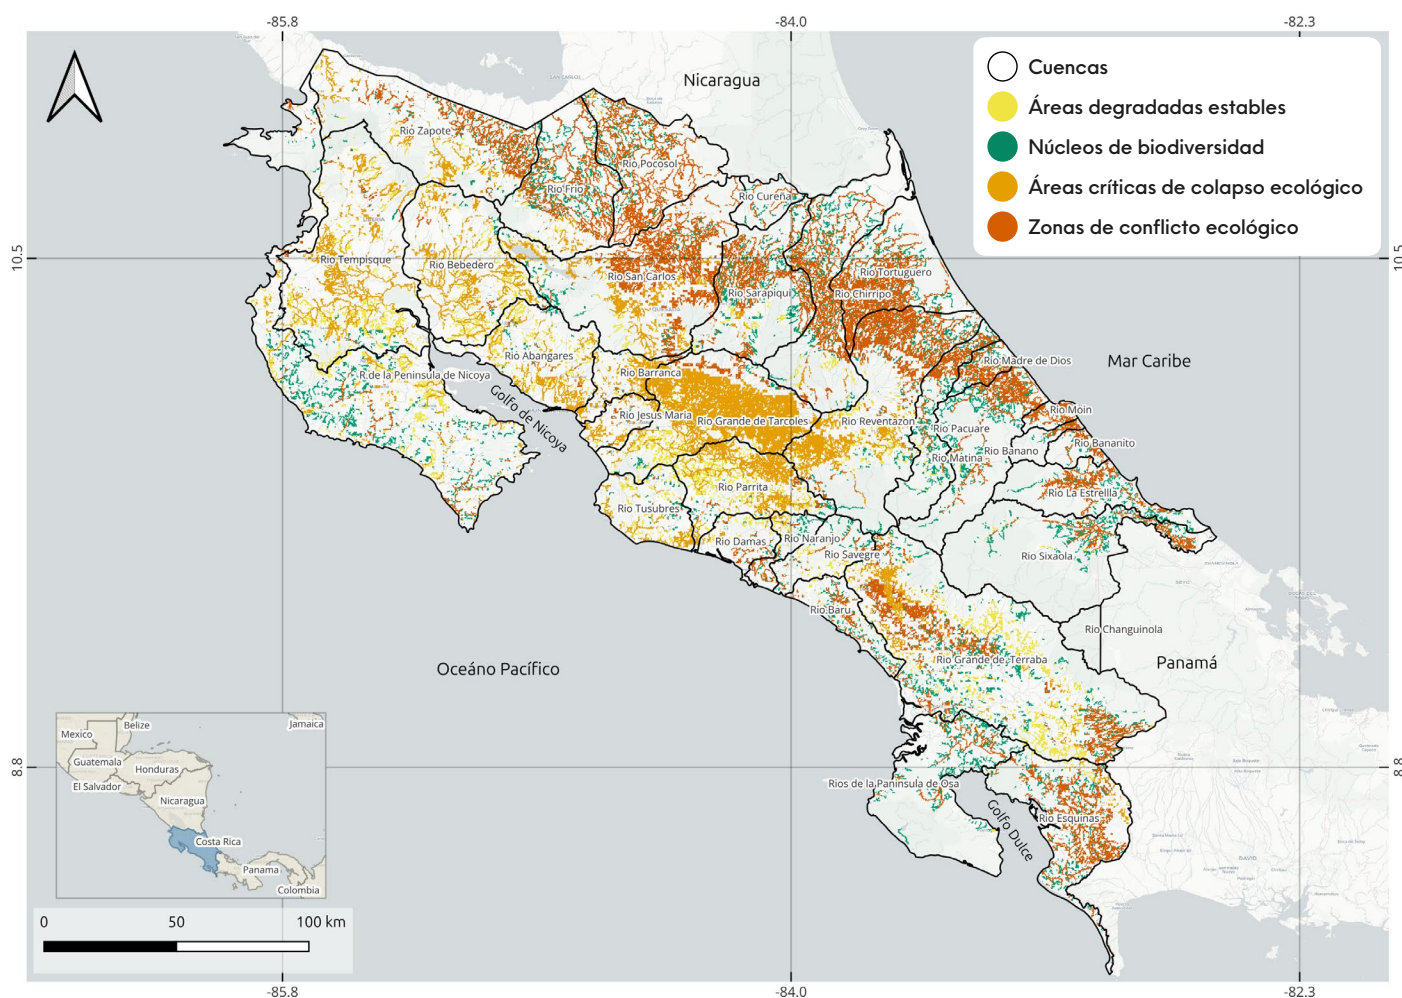 -85.8
-84.0
-82.3
Nicaragua
Cuencas
Áreas degradadas estables
Núcleos de biodiversidad
Áreas críticas de colapso ecológico
Zonas de conflicto ecológico
Rio Zapote
Rio Pocosol
Rio Frio
Rio Cureña
10.5
Rio Tempisque
Rio Bebedero
Rio San Carlos
Rio Sarapiqui
Rio Tortuguero
Rio Chirripo
Rio Abangares
Rio Barranca
R.de la Peninsula de Nicoya
Rio Madre de Dios
Mar Caribe
Golfo de Nicoya
Rio Jesus Maria
Rio Grande de Tarcoles
Rio Reventazon
Rio Pacuare
Rio Moin
Rio Bananito
Rio Banano
Rio Matina
Rio Parrita
Rio La Estrellla
Rio Tusubres
Rio Damas
Rio Naranjo
Rio Savegre
Rio Sixaola
Rio Baru
Rio Changuinola
Rio Grande de Terraba
Panamá
Oceáno Pacífico
8.8
Rios de la Paninsula de Osa
Golfo Dulce
Rio Esquinas
Mexico
Belize
Jamaica
Guatemala
Honduras
El Salvador
Nicaragua
Costa Rica
Panama
Colombia
0
50
100 km
-85.8
-84.0
-82.3